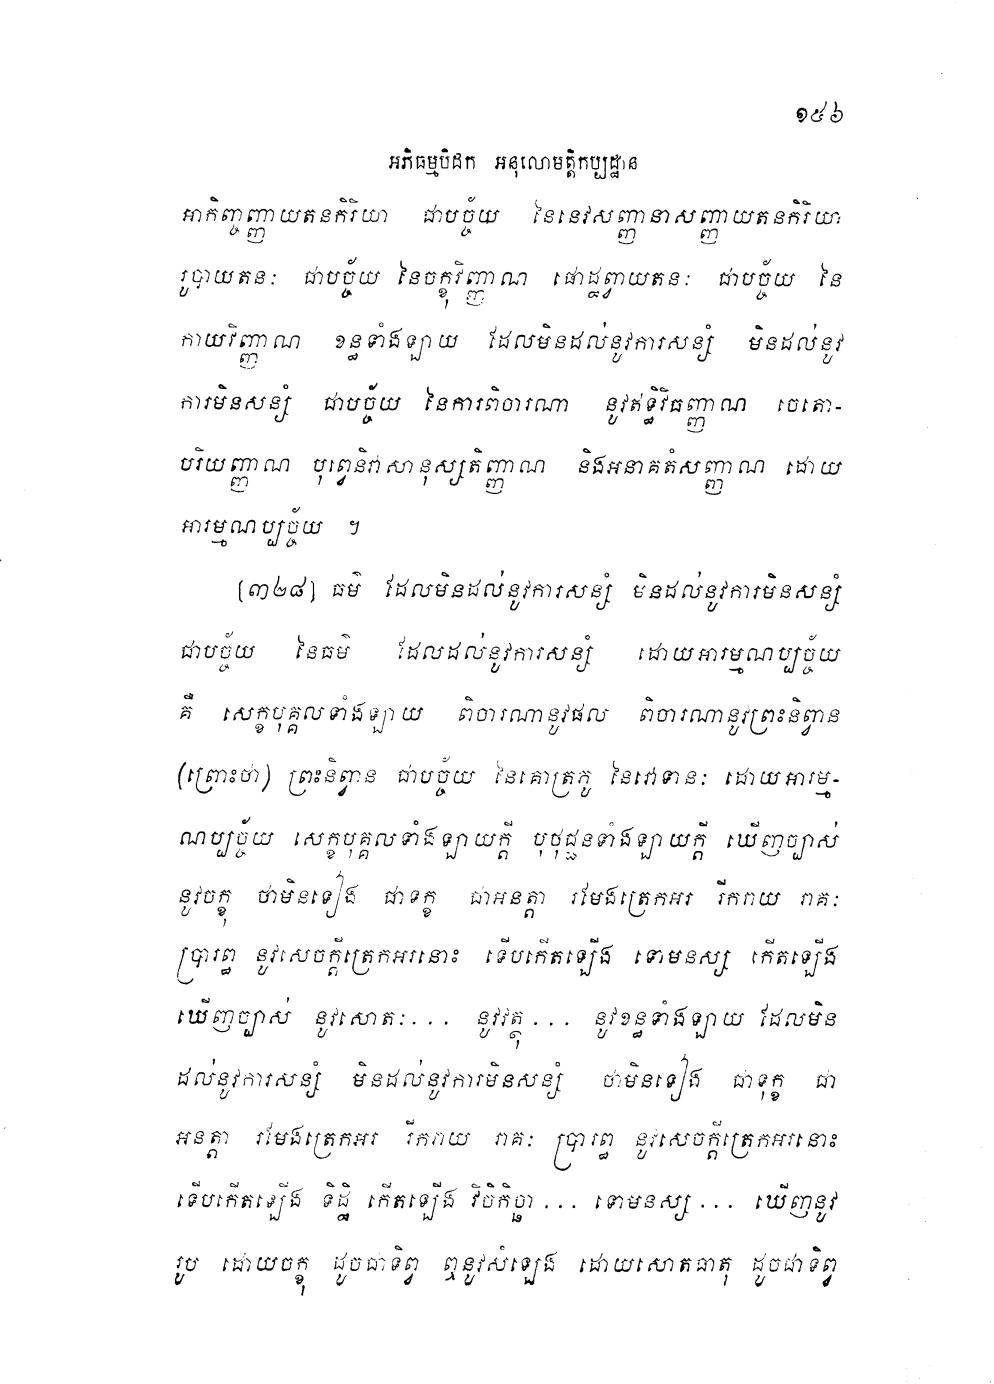 ១៥៦
អភិធម្មបិដក អនុលោមត្តិកប្បដ្ឋាន
អាកិញ្ចញ្ញាយតនកិរិយា ជាបច្ច័យ នៃនេវសញ្ញានាសញ្ញាយតនកិរិយា
រូបាយតនៈ ជាបច្ច័យ នៃចក្ខុវិញ្ញាណ ផោដ្ឋព្វាយតនៈ ជាបច្ច័យ នៃ
កាយវិញ្ញាណ ខន្ធទាំងឡាយ ដែលមិនដល់នូវការសន្សំ មិនដល់នូវ
ការមិនសន្សំ ជាបច្ច័យ នៃការពិចារណា នូវឥទ្ធិវិធញ្ញាណ ចេតោ-
បរិយញ្ញាណ បុព្វេនិវាសានុស្សតិញ្ញាណ និងអនាគតំសញ្ញាណ ដោយ
អារម្មណប្បច្ច័យ ។
[៣២៨] ធម៌ ដែលមិនដល់នូវការសន្សំ មិនដល់នូវការមិនសន្សំ
ជាបច្ច័យ នៃធម៌ ដែលដល់នូវការសន្សំ ដោយអារម្មណប្បច្ច័យ
គឺ សេក្ខបុគ្គលទាំងឡាយ ពិចារណានូវផល ពិចារណានូវព្រះនិព្វាន
(ព្រោះថា) ព្រះនិព្វាន ជាបច្ច័យ នៃគោត្រភូ នៃវោទានៈ ដោយអារម្ម-
ណប្បច្ច័យ សេក្ខបុគ្គលទាំងឡាយក្តី បុថុជ្ជនទាំងឡាយក្តី ឃើញច្បាស់
នូវចក្ខុ ថាមិនទៀង ជាទុក្ខ ជាអនត្តា រមែងត្រេកអរ រីករាយ រាគៈ
ប្រារព្ធ នូវសេចក្តីត្រេកអរនោះ ទើបកើតឡើង ទោមនស្ស កើតឡើង
ឃើញច្បាស់ នូវសោតៈ... នូវវត្ថុ... នូវខន្ធទាំងឡាយ ដែលមិន
ដល់នូវការសន្សំ មិនដល់នូវការមិនសន្សំ ថាមិនទៀង ជាទុក្ខ ជា
អនត្តា រមែងត្រេកអរ រីករាយ រាគៈ ប្រារព្ធ នូវសេចក្តីត្រេកអរនោះ
ទើបកើតឡើង ទិដ្ឋិ កើតឡើង វិចិកិច្ឆា... ទោមនស្ស... ឃើញនូវ
រូប ដោយចក្ខុ ដូចជាទិព្វ ឮនូវសំឡេង ដោយសោតធាតុ ដូចជាទិព្វ